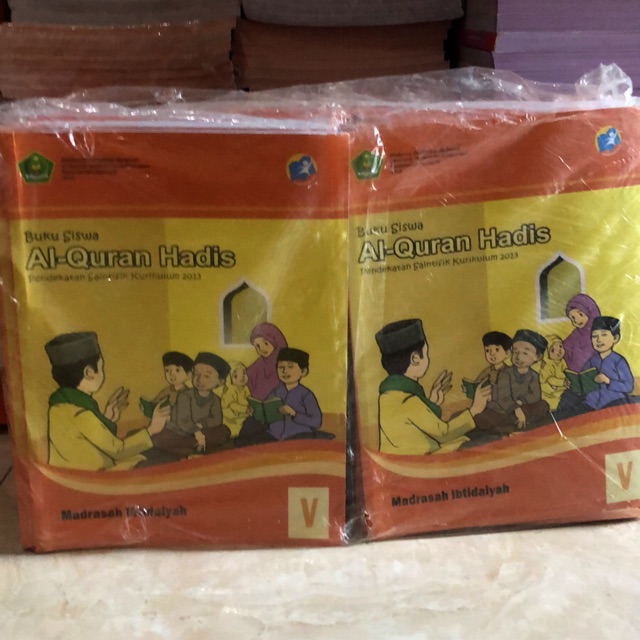 Buku Siswa
Al-Quran Hadis
Pendekatan Saintifik Kurikulum 2013
Madrasah Ibtidaiyah
V
Buku Siswa
Al-Quran Hadis
Pendekatan Saintifik Kurikulum 2013
Madrasah Ibtidaiyah
V